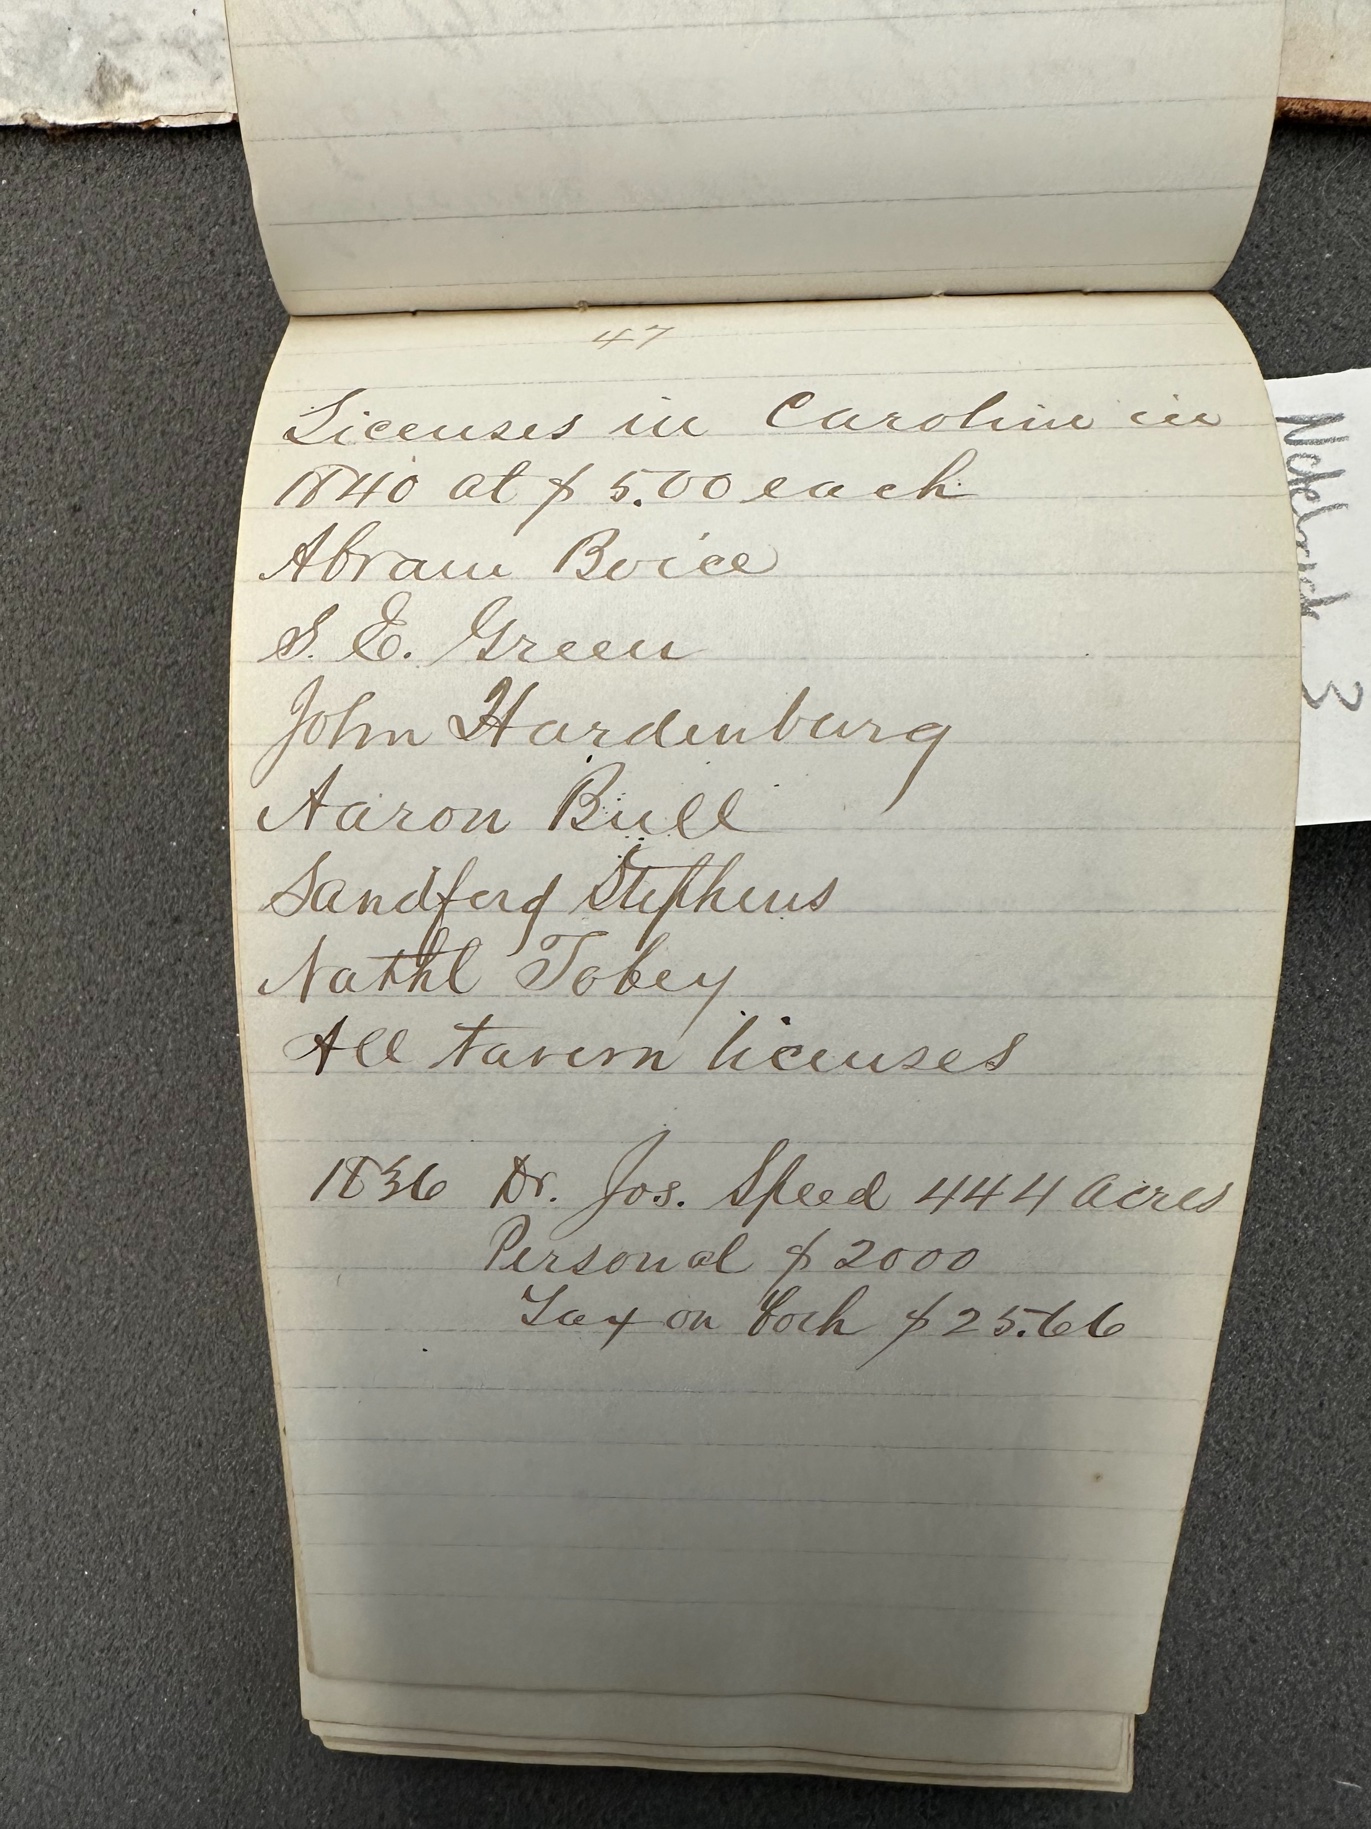 47
Licenses in Caroline in
1840 at $5.00 each
Abram Boice
S. E. Green
John Hardenburg
Aaron Bull
Sandford Stephens
Nathl Tobey
All tavern licenses
1836 Dr. Jos. Speed 444 acres
Personal $2000
Tax on both $25.66
3